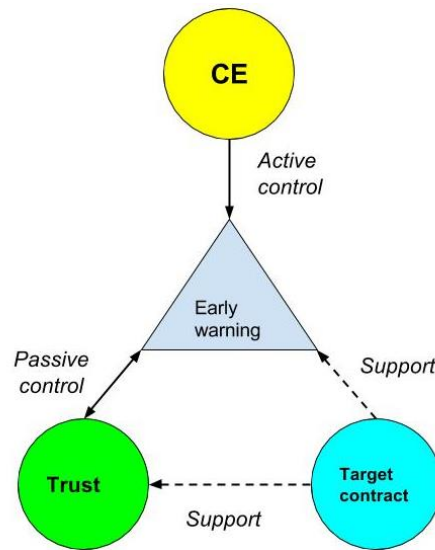 CE
Active
control
Early
warning
Passive
control
Support
Trust
Target
contract
Support